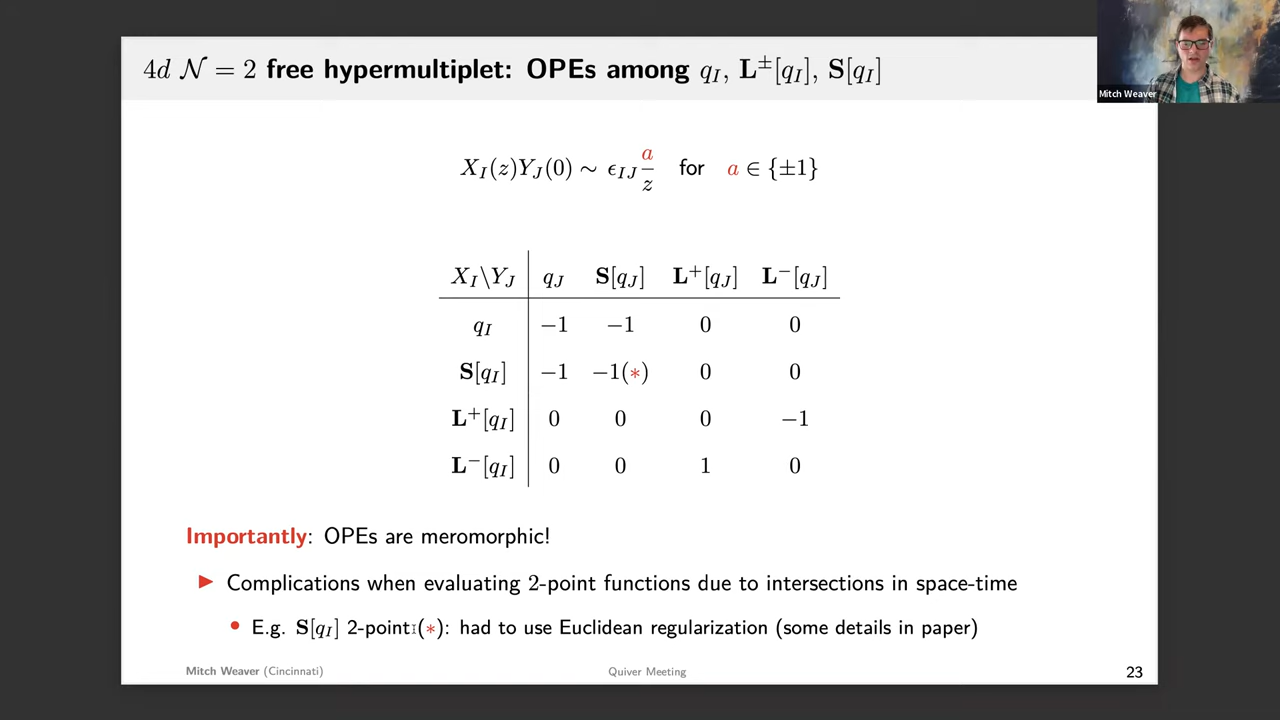 4d 𝒩 = 2 free hypermultiplet: OPEs among q_I, L^±[q_I], S[q_I]
Mitch Weaver
X_I(z)Y_J(0) ∼ ϵ_{IJ} a/z for a ∈ {±1}
X_I\Y_J q_J S[q_J] L^+[q_J] L^−[q_J]
q_I −1 −1 0 0
S[q_I] −1 −1(*) 0 0
L^+[q_I] 0 0 0 −1
L^−[q_I] 0 0 1 0
Importantly: OPEs are meromorphic!
▶ Complications when evaluating 2-point functions due to intersections in space-time
• E.g. S[q_I] 2-point (*): had to use Euclidean regularization (some details in paper)
Mitch Weaver (Cincinnati) Quiver Meeting 23